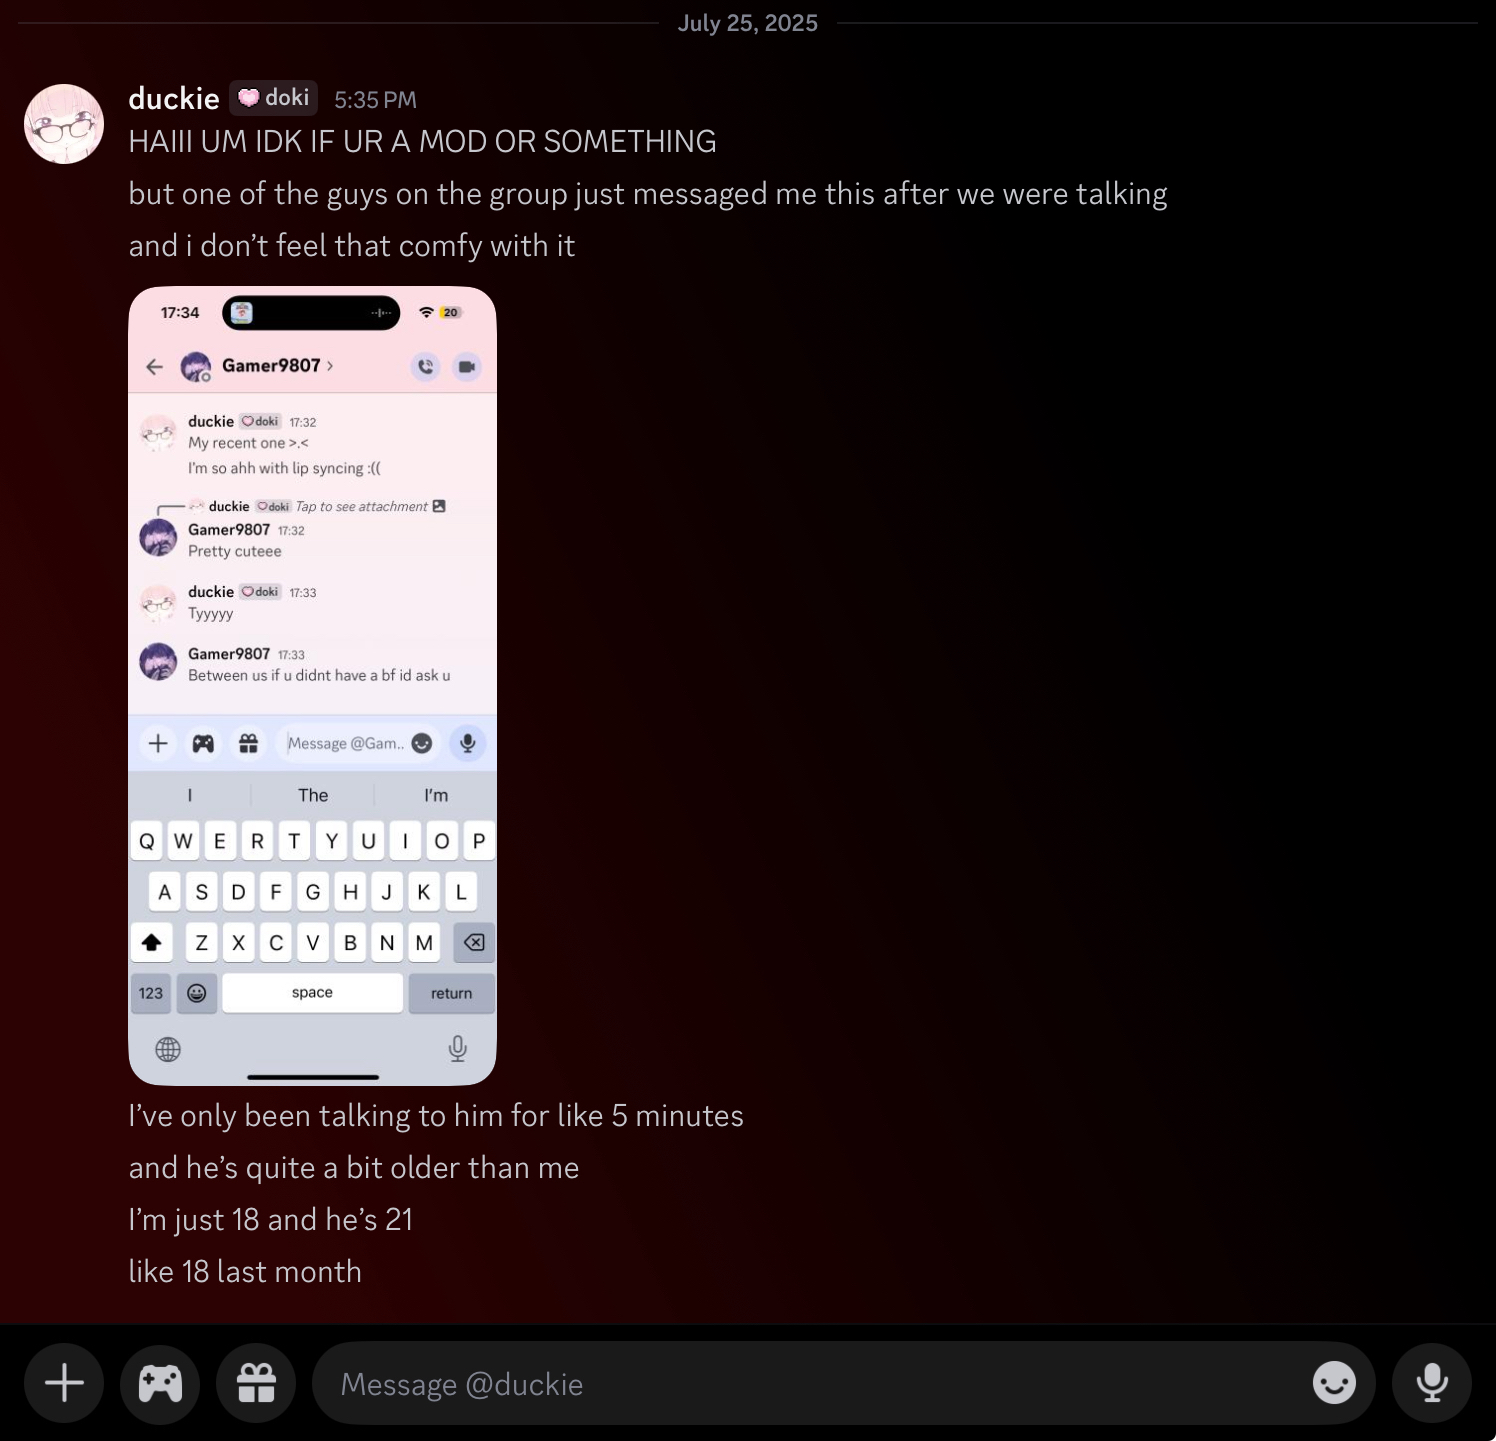 July 25, 2025
duckie doki 5:35 PM
HAIII UM IDK IF UR A MOD OR SOMETHING
but one of the guys on the group just messaged me this after we were talking
and i don’t feel that comfy with it
17:34 20
Gamer9807
duckie doki 17:32
My recent one >.<
I'm so ahh with lip syncing :((
duckie doki Tap to see attachment
Gamer9807 17:32
Pretty cuteee
duckie doki 17:33
Tyyyyy
Gamer9807 17:33
Between us if u didnt have a bf id ask u
Message @Gam..
I The I'm
Q W E R T Y U I O P
A S D F G H J K L
Z X C V B N M
123 space return
I’ve only been talking to him for like 5 minutes
and he’s quite a bit older than me
I’m just 18 and he’s 21
like 18 last month
Message @duckie